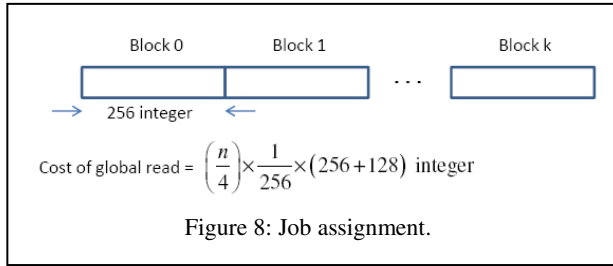 Block 0 Block 1 Block k
...
256 integer
Cost of global read = (n/4) × 1/256 × (256+128) integer
Figure 8: Job assignment.